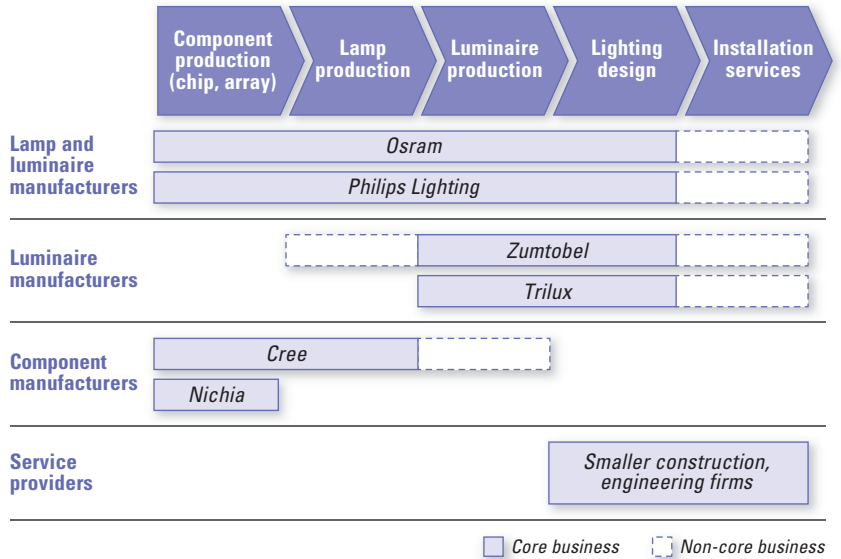 Component
production
(chip, array)
Lamp
production
Luminaire
production
Lighting
design
Installation
services
Lamp and
luminaire
manufacturers
Osram
Philips Lighting
Luminaire
manufacturers
Zumtobel
Trilux
Component
manufacturers
Cree
Nichia
Service
providers
Smaller construction,
engineering firms
Core business
Non-core business